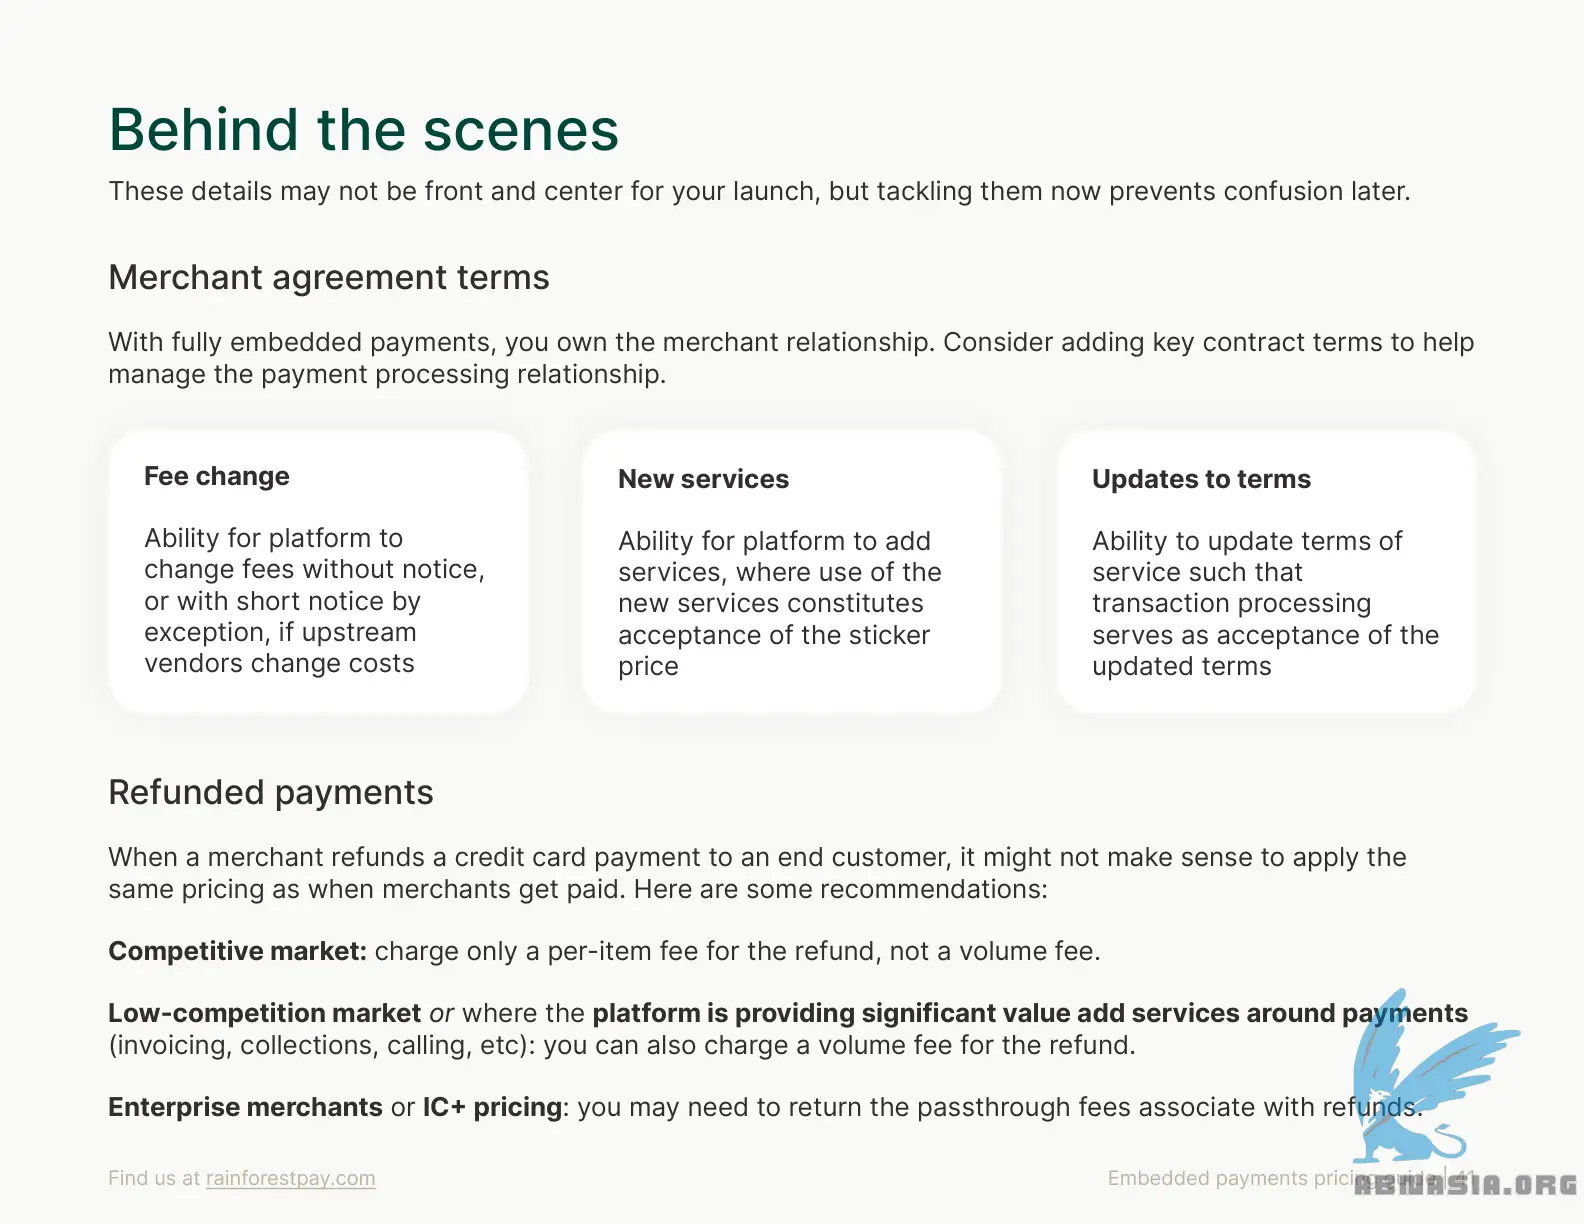 Behind the scenes
These details may not be front and center for your launch, but tackling them now prevents confusion later.
Merchant agreement terms
With fully embedded payments, you own the merchant relationship. Consider adding key contract terms to help
manage the payment processing relationship.
Fee change
Ability for platform to
change fees without notice,
or with short notice by
exception, if upstream
vendors change costs
New services
Ability for platform to add
services, where use of the
new services constitutes
acceptance of the sticker
price
Updates to terms
Ability to update terms of
service such that
transaction processing
serves as acceptance of the
updated terms
Refunded payments
When a merchant refunds a credit card payment to an end customer, it might not make sense to apply the
same pricing as when merchants get paid. Here are some recommendations:
Competitive market: charge only a per-item fee for the refund, not a volume fee.
Low-competition market or where the platform is providing significant value add services around payments
(invoicing, collections, calling, etc): you can also charge a volume fee for the refund.
Enterprise merchants or IC+ pricing: you may need to return the passthrough fees associate with refunds.
Find us at rainforestpay.com
Embedded payments pricing guide | 41
ABIWASIA.ORG